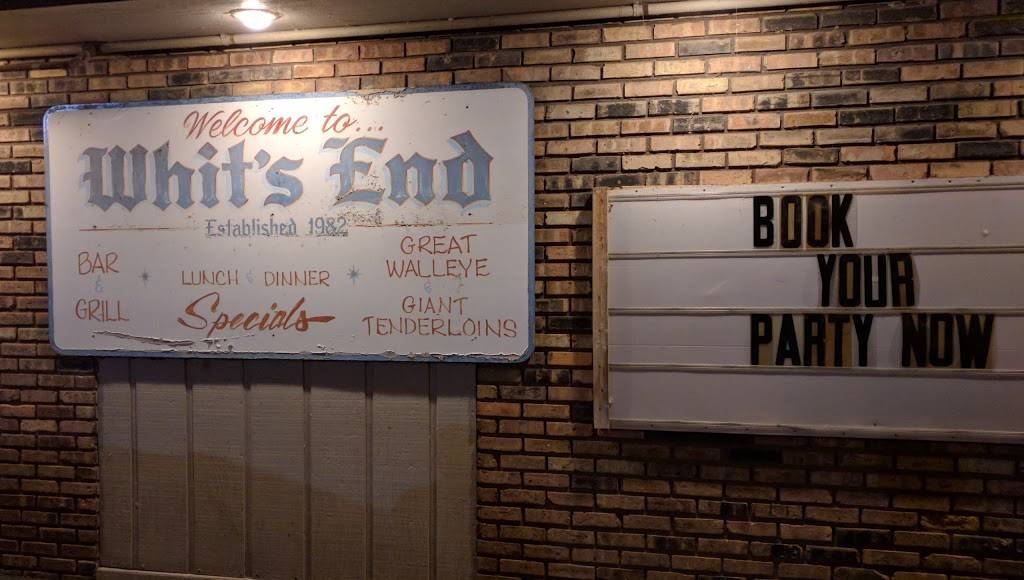 Welcome to...
Whit's End
Established 1982
BAR
&
GRILL
LUNCH & DINNER
Specials
GREAT
WALLEYE
&
GIANT
TENDERLOINS
BOOK
YOUR
PARTY NOW